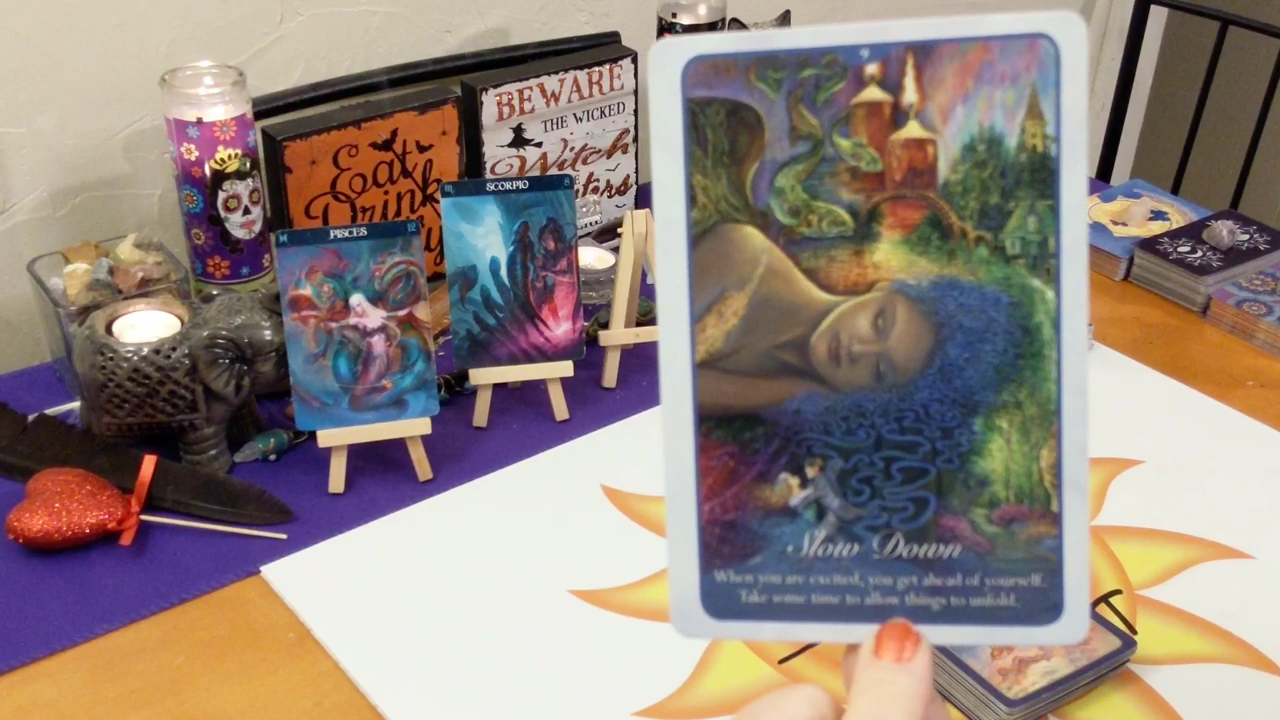 BEWARE
THE WICKED
Witch
Eat
Drink
SCORPIO
8
PISCES
12
9
Slow Down
When you are excited, you get ahead of yourself.
Take some time to allow things to unfold.
T